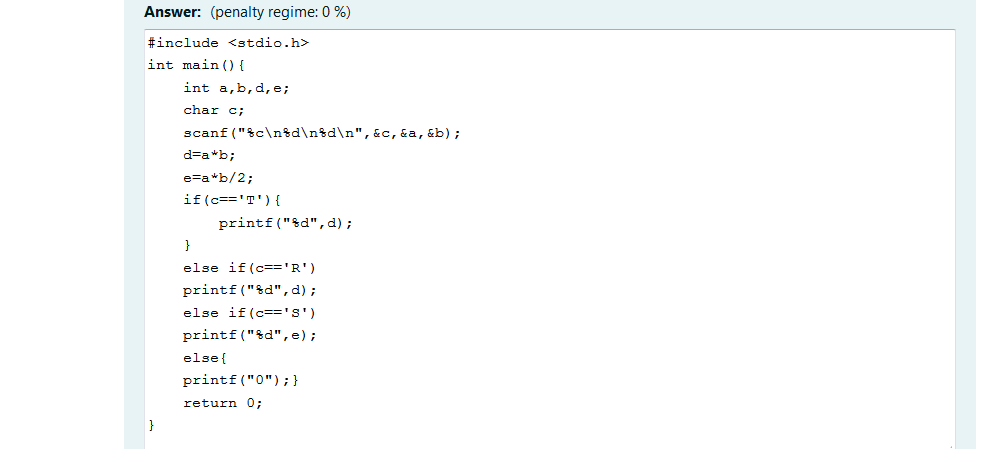 Answer: (penalty regime: 0 %)
#include <stdio.h>
int main(){
    int a,b,d,e;
    char c;
    scanf("%c\n%d\n%d\n",&c,&a,&b);
    d=a*b;
    e=a*b/2;
    if(c=='T'){
        printf("%d",d);
    }
    else if(c=='R')
    printf("%d",d);
    else if(c=='S')
    printf("%d",e);
    else{
    printf("0");}
    return 0;
}